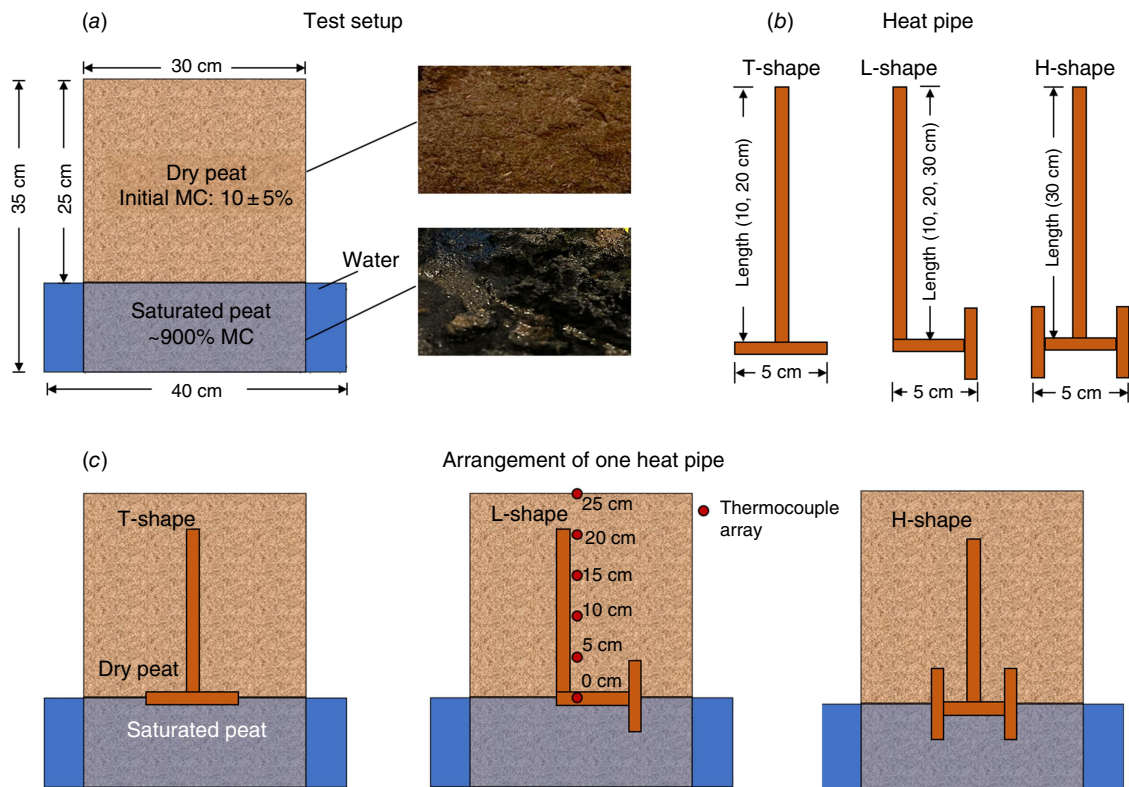 (a)
Test setup
30 cm
35 cm
25 cm
Dry peat
Initial MC: 10 ± 5%
Water
Saturated peat
~900% MC
40 cm
(b)
Heat pipe
T-shape
L-shape
H-shape
Length (10, 20 cm)
Length (10, 20, 30 cm)
Length (30 cm)
5 cm
5 cm
5 cm
(c)
Arrangement of one heat pipe
T-shape
Dry peat
Saturated peat
L-shape
25 cm
20 cm
15 cm
10 cm
5 cm
0 cm
Thermocouple
array
H-shape